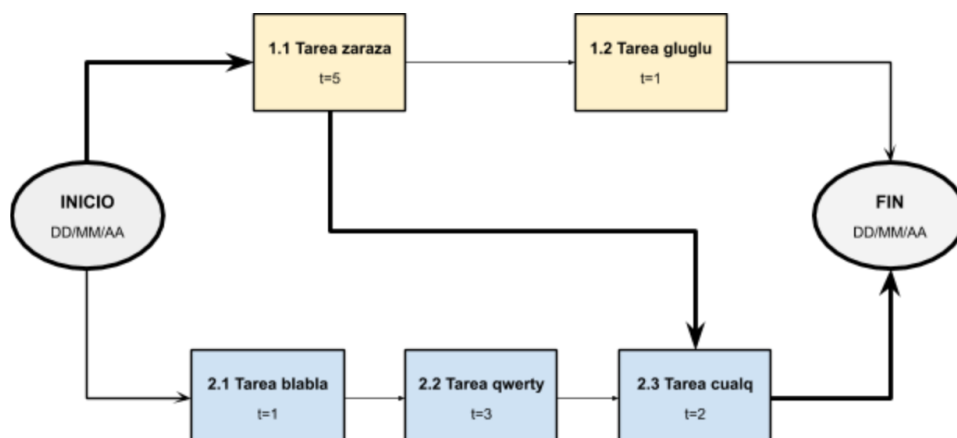 1.1 Tarea zaraza
t=5
1.2 Tarea gluglu
t=1
INICIO
DD/MM/AA
FIN
DD/MM/AA
2.1 Tarea blabla
t=1
2.2 Tarea qwerty
t=3
2.3 Tarea cualq
t=2